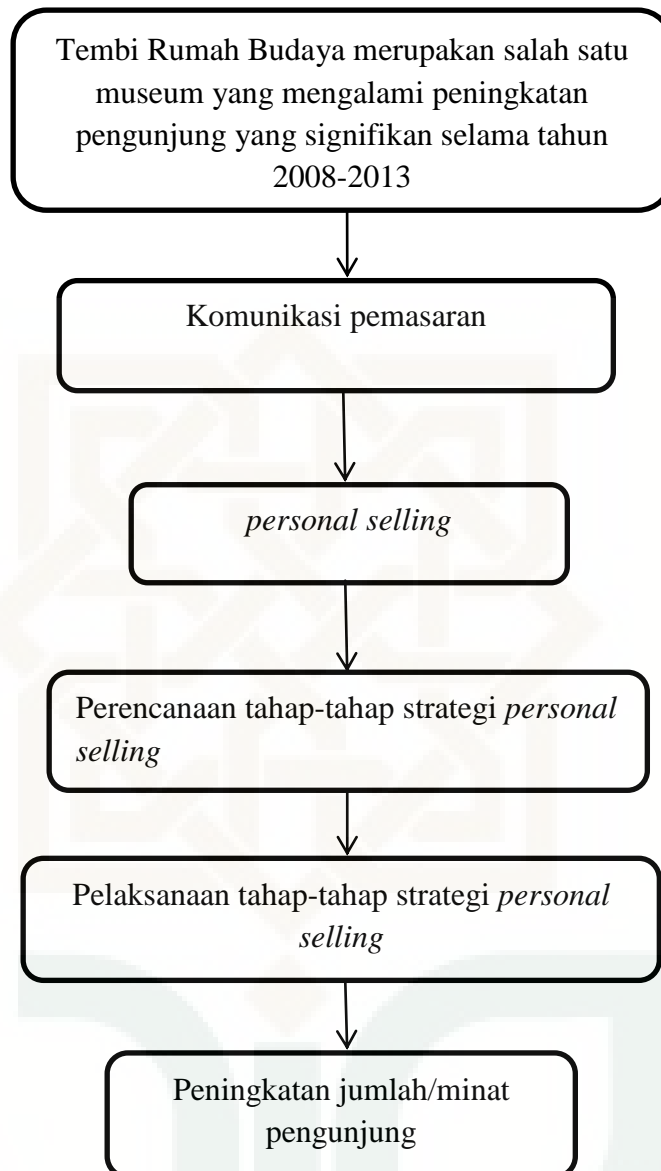 Tembi Rumah Budaya merupakan salah satu
museum yang mengalami peningkatan
pengunjung yang signifikan selama tahun
2008-2013
Komunikasi pemasaran
personal selling
Perencanaan tahap-tahap strategi personal
selling
Pelaksanaan tahap-tahap strategi personal
selling
Peningkatan jumlah/minat
pengunjung